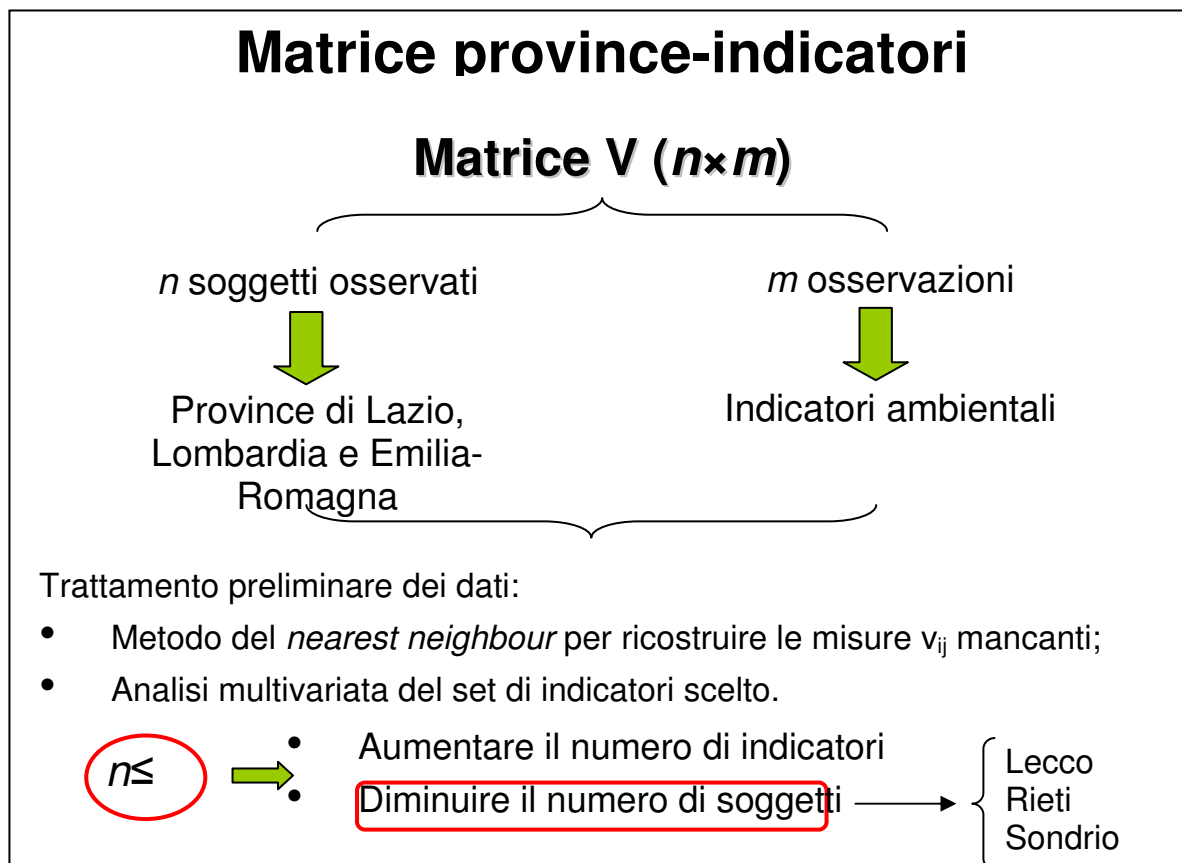 Matrice province-indicatori
Matrice V (n×m)
n soggetti osservati
m osservazioni
Province di Lazio,
Lombardia e Emilia-
Romagna
Indicatori ambientali
Trattamento preliminare dei dati:
• Metodo del nearest neighbour per ricostruire le misure vij mancanti;
• Analisi multivariata del set di indicatori scelto.
n≤
• Aumentare il numero di indicatori
• Diminuire il numero di soggetti
Lecco
Rieti
Sondrio